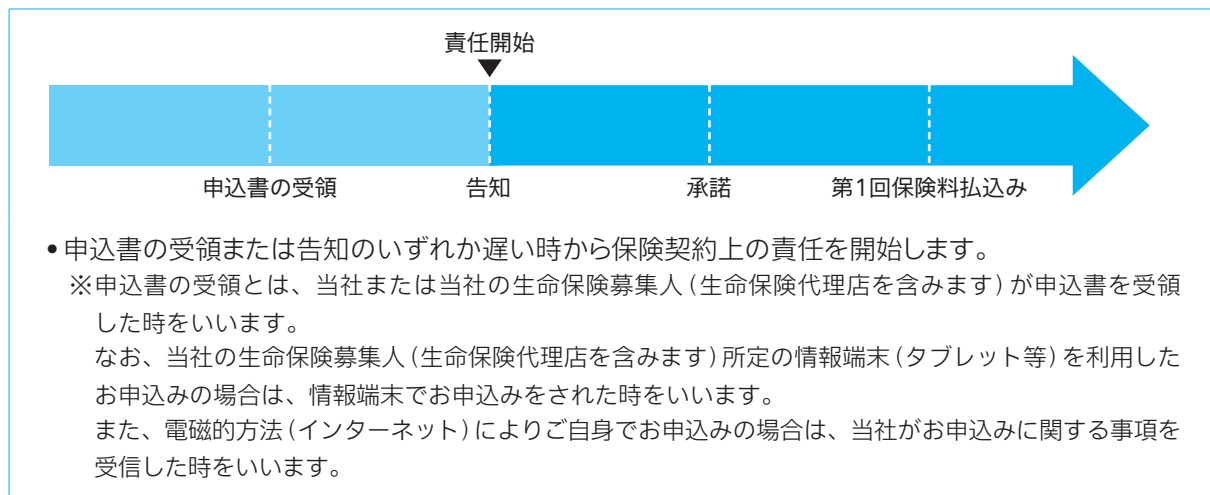 責任開始
申込書の受領 告知 承諾 第1回保険料払込み
•申込書の受領または告知のいずれか遅い時から保険契約上の責任を開始します。
※申込書の受領とは、当社または当社の生命保険募集人(生命保険代理店を含みます)が申込書を受領
した時をいいます。
なお、当社の生命保険募集人(生命保険代理店を含みます)所定の情報端末(タブレット等)を利用した
お申込みの場合は、情報端末でお申込みをされた時をいいます。
また、電磁的方法(インターネット)によりご自身でお申込みの場合は、当社がお申込みに関する事項を
受信した時をいいます。